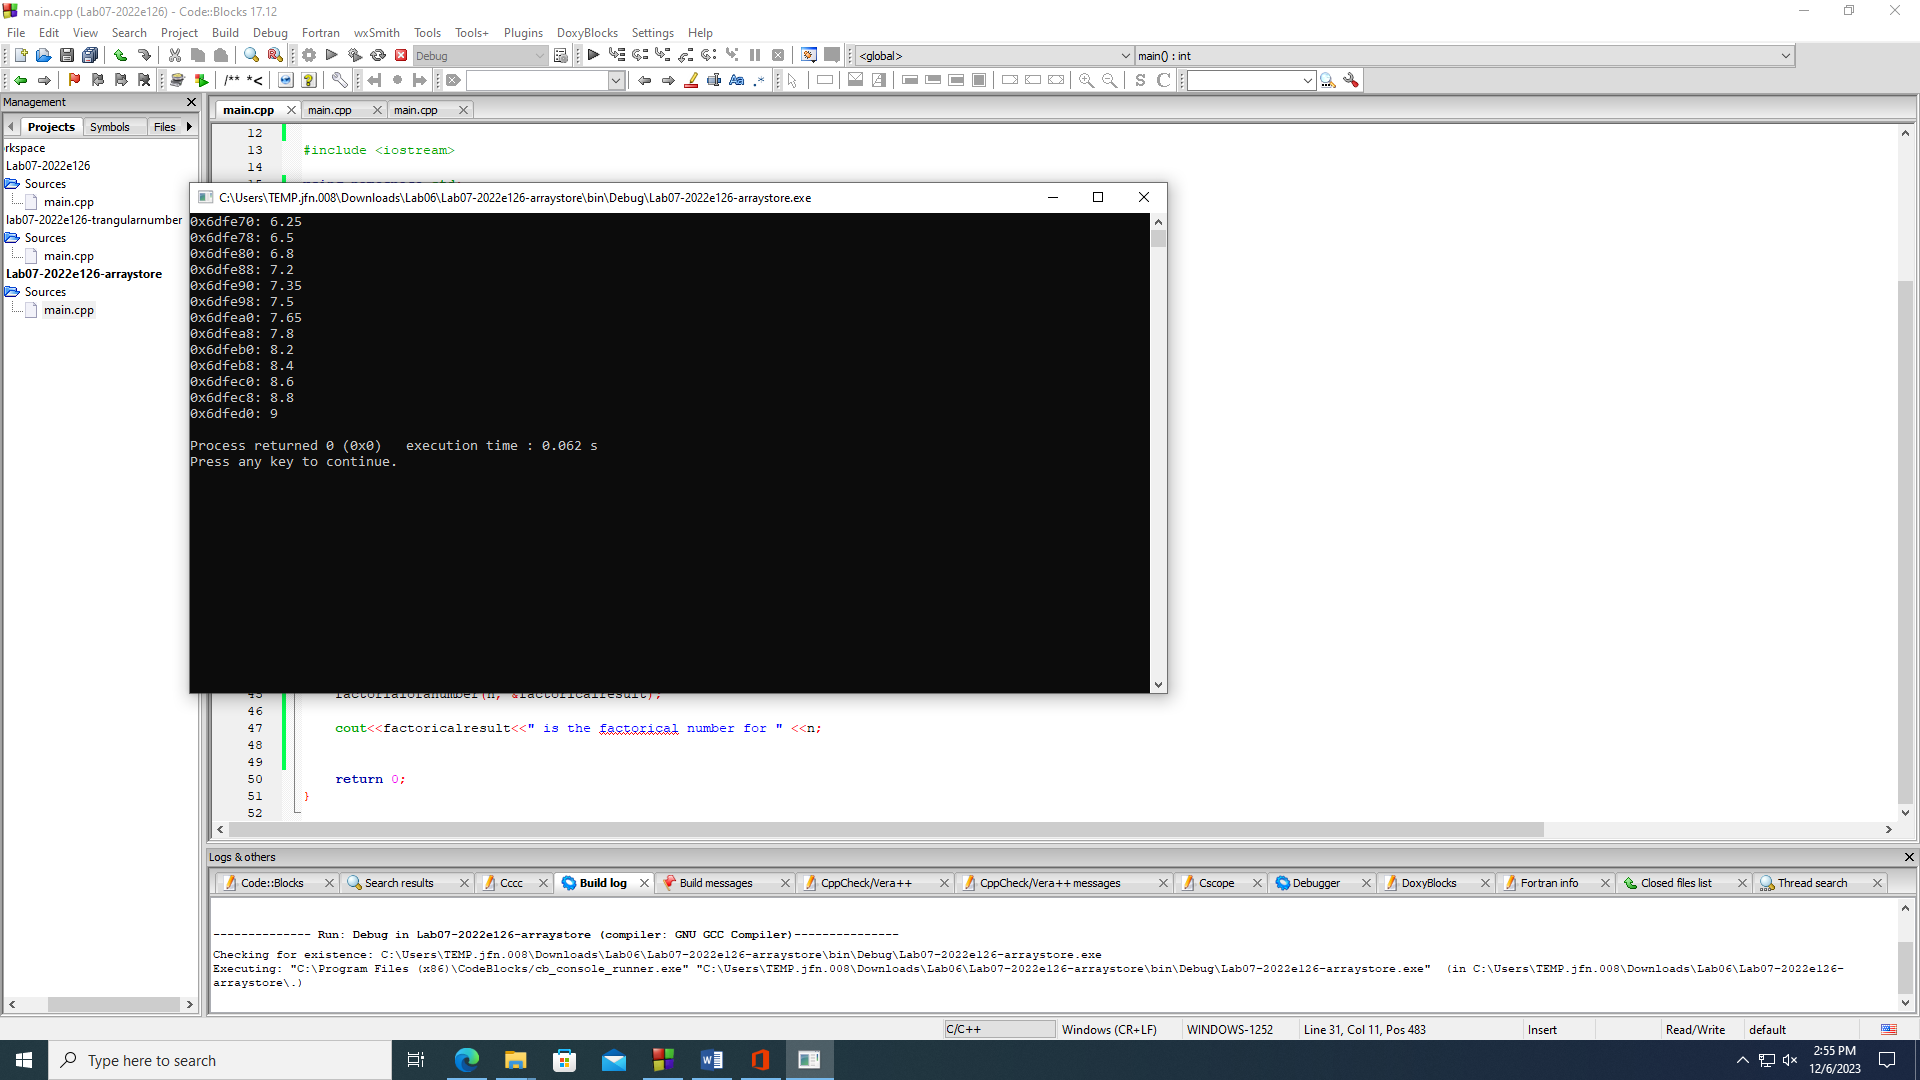 main.cpp (Lab07-2022e126) - Code::Blocks 17.12
File Edit View Search Project Build Debug Fortran wxSmith Tools Tools+ Plugins DoxyBlocks Settings Help
Debug
<global>
main() : int
/** *<
Aa .*
S C
Management
Projects Symbols Files
rkspace
Lab07-2022e126
Sources
main.cpp
lab07-2022e126-trangularnumber
Sources
main.cpp
Lab07-2022e126-arraystore
Sources
main.cpp
main.cpp main.cpp main.cpp
12
13 #include <iostream>
14
C:\Users\TEMP.jfn.008\Downloads\Lab06\Lab07-2022e126-arraystore\bin\Debug\Lab07-2022e126-arraystore.exe
0x6dfe70: 6.25
0x6dfe78: 6.5
0x6dfe80: 6.8
0x6dfe88: 7.2
0x6dfe90: 7.35
0x6dfe98: 7.5
0x6dfea0: 7.65
0x6dfea8: 7.8
0x6dfeb0: 8.2
0x6dfeb8: 8.4
0x6dfec0: 8.6
0x6dfec8: 8.8
0x6dfed0: 9
Process returned 0 (0x0) execution time : 0.062 s
Press any key to continue.
45 factorialofanumber(n, &factoricalresult);
46
47 cout<<factoricalresult<<" is the factorical number for " <<n;
48
49
50 return 0;
51 }
52
Logs & others
Code::Blocks Search results Cccc Build log Build messages CppCheck/Vera++ CppCheck/Vera++ messages Cscope Debugger DoxyBlocks Fortran info Closed files list Thread search
-------------- Run: Debug in Lab07-2022e126-arraystore (compiler: GNU GCC Compiler)---------------
Checking for existence: C:\Users\TEMP.jfn.008\Downloads\Lab06\Lab07-2022e126-arraystore\bin\Debug\Lab07-2022e126-arraystore.exe
Executing: "C:\Program Files (x86)\CodeBlocks/cb_console_runner.exe" "C:\Users\TEMP.jfn.008\Downloads\Lab06\Lab07-2022e126-arraystore\bin\Debug\Lab07-2022e126-arraystore.exe" (in C:\Users\TEMP.jfn.008\Downloads\Lab06\Lab07-2022e126-
arraystore\.)
C/C++ Windows (CR+LF) WINDOWS-1252 Line 31, Col 11, Pos 483 Insert Read/Write default
Type here to search
2:55 PM
12/6/2023